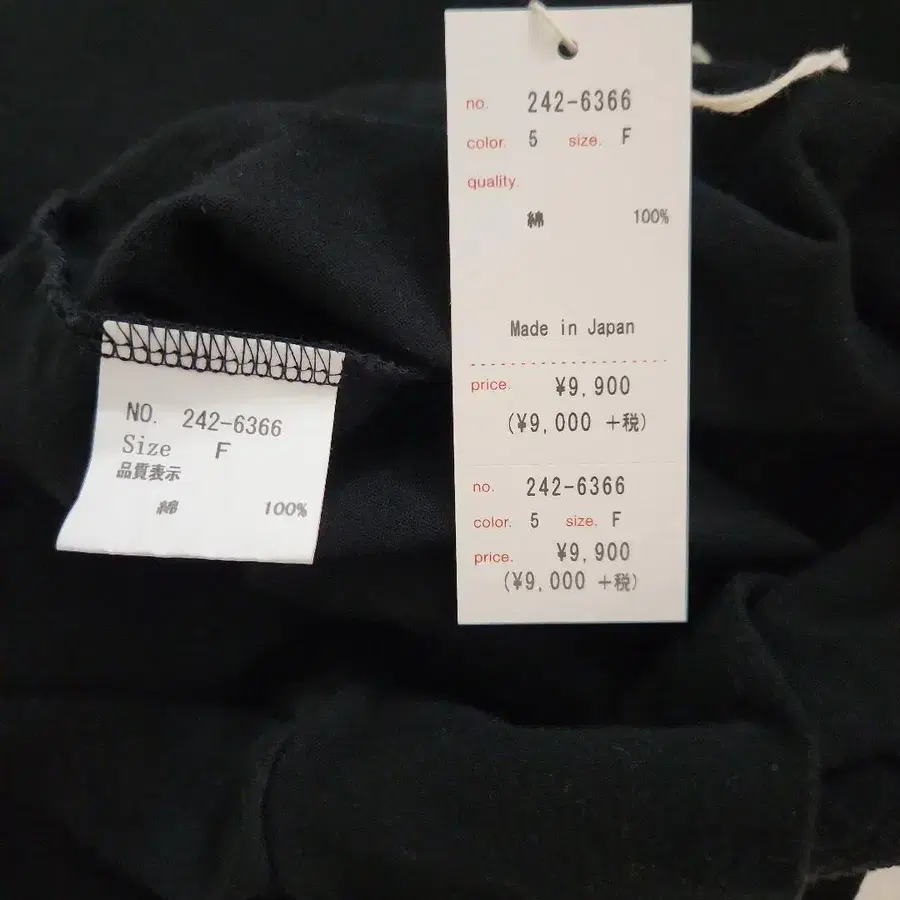 no. 242-6366
color. 5 size. F
quality.
綿 100%
Made in Japan
price. ¥9,900
(¥9,000 +税)
no. 242-6366
color. 5 size. F
price. ¥9,900
(¥9,000 +税)
NO. 242-6366
Size F
品質表示
綿 100%